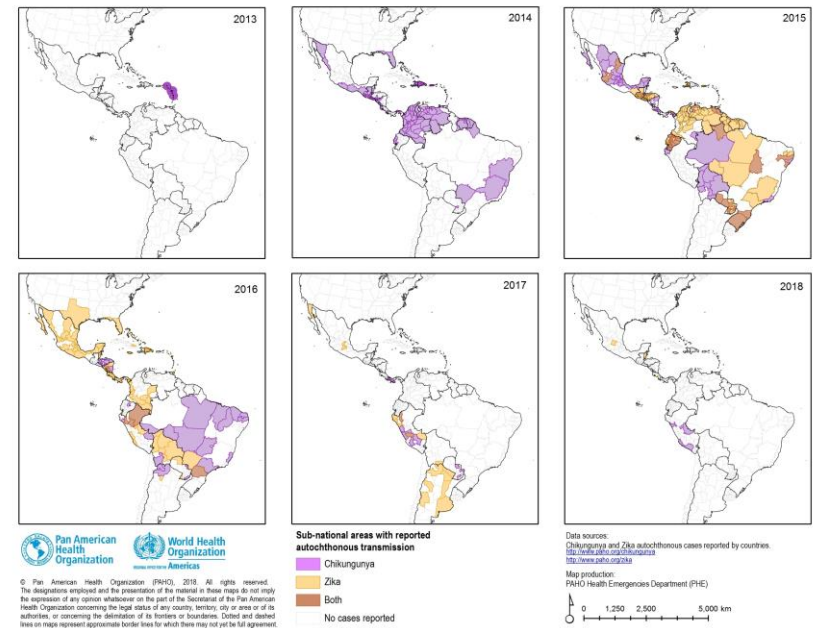 2013
2014
2015
2016
2017
2018
Pan American
Health
Organization
World Health
Organization
REGIONAL OFFICE FOR THE Americas
© Pan American Health Organization (PAHO), 2018. All rights reserved.
The designations employed and the presentation of the material in these maps do not imply
the expression of any opinion whatsoever on the part of the Secretariat of the Pan American
Health Organization concerning the legal status of any country, territory, city or area or of its
authorities, or concerning the delimitation of its frontiers or boundaries. Dotted and dashed
lines on maps represent approximate border lines for which there may not yet be full agreement.
Sub-national areas with reported
autochthonous transmission
Chikungunya
Zika
Both
No cases reported
Data sources:
Chikungunya and Zika autochthonous cases reported by countries.
http://www.paho.org/chikungunya
http://www.paho.org/zika
Map production:
PAHO Health Emergencies Department (PHE)
0 1,250 2,500 5,000 km